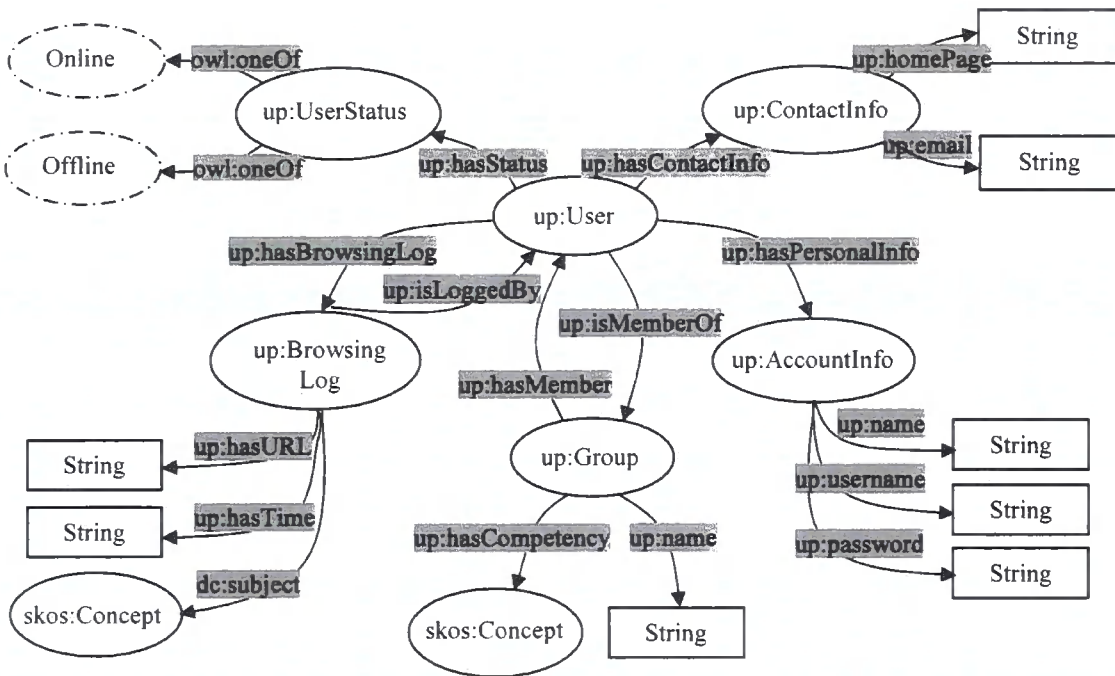 Online
owl:oneOf
up:UserStatus
Offline
owl:oneOf
up:hasStatus
up:homePage
String
up:ContactInfo
up:email
String
up:hasContactInfo
up:User
up:hasBrowsingLog
up:isLoggedBy
up:hasPersonalInfo
up:isMemberOf
up:Browsing
Log
up:hasMember
up:AccountInfo
up:hasURL
String
up:hasTime
String
dc:subject
skos:Concept
up:Group
up:hasCompetency
up:name
skos:Concept
String
up:name
String
up:username
String
up:password
String